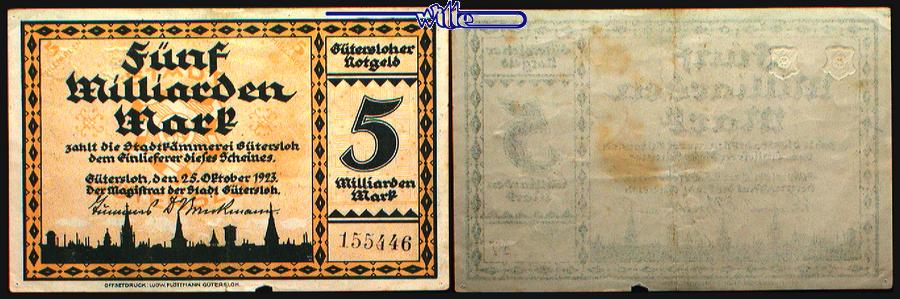 wille
Fünf
Milliarden
Mark
zahlt die Stadtkämmerei Gütersloh
dem Einlieferer dieses Scheines.
Gütersloh, den 25. Oktober 1923.
Der Magistrat der Stadt Gütersloh.
Gütersloher
Notgeld
5
Milliarden
Mark
155446
OFFSETDRUCK: LUDW. FLÖTTMANN GÜTERSLOH.